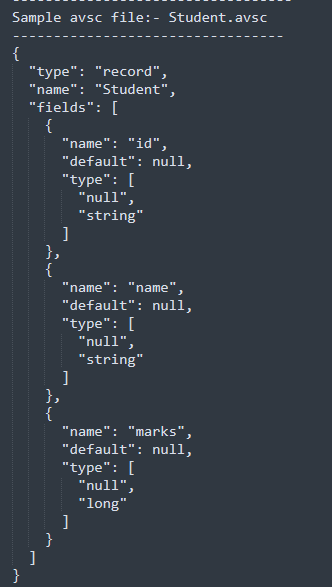 ----------------------------------
Sample avsc file:- Student.avsc
---------------------------------
{
  "type": "record",
  "name": "Student",
  "fields": [
    {
      "name": "id",
      "default": null,
      "type": [
        "null",
        "string"
      ]
    },
    {
      "name": "name",
      "default": null,
      "type": [
        "null",
        "string"
      ]
    },
    {
      "name": "marks",
      "default": null,
      "type": [
        "null",
        "long"
      ]
    }
  ]
}